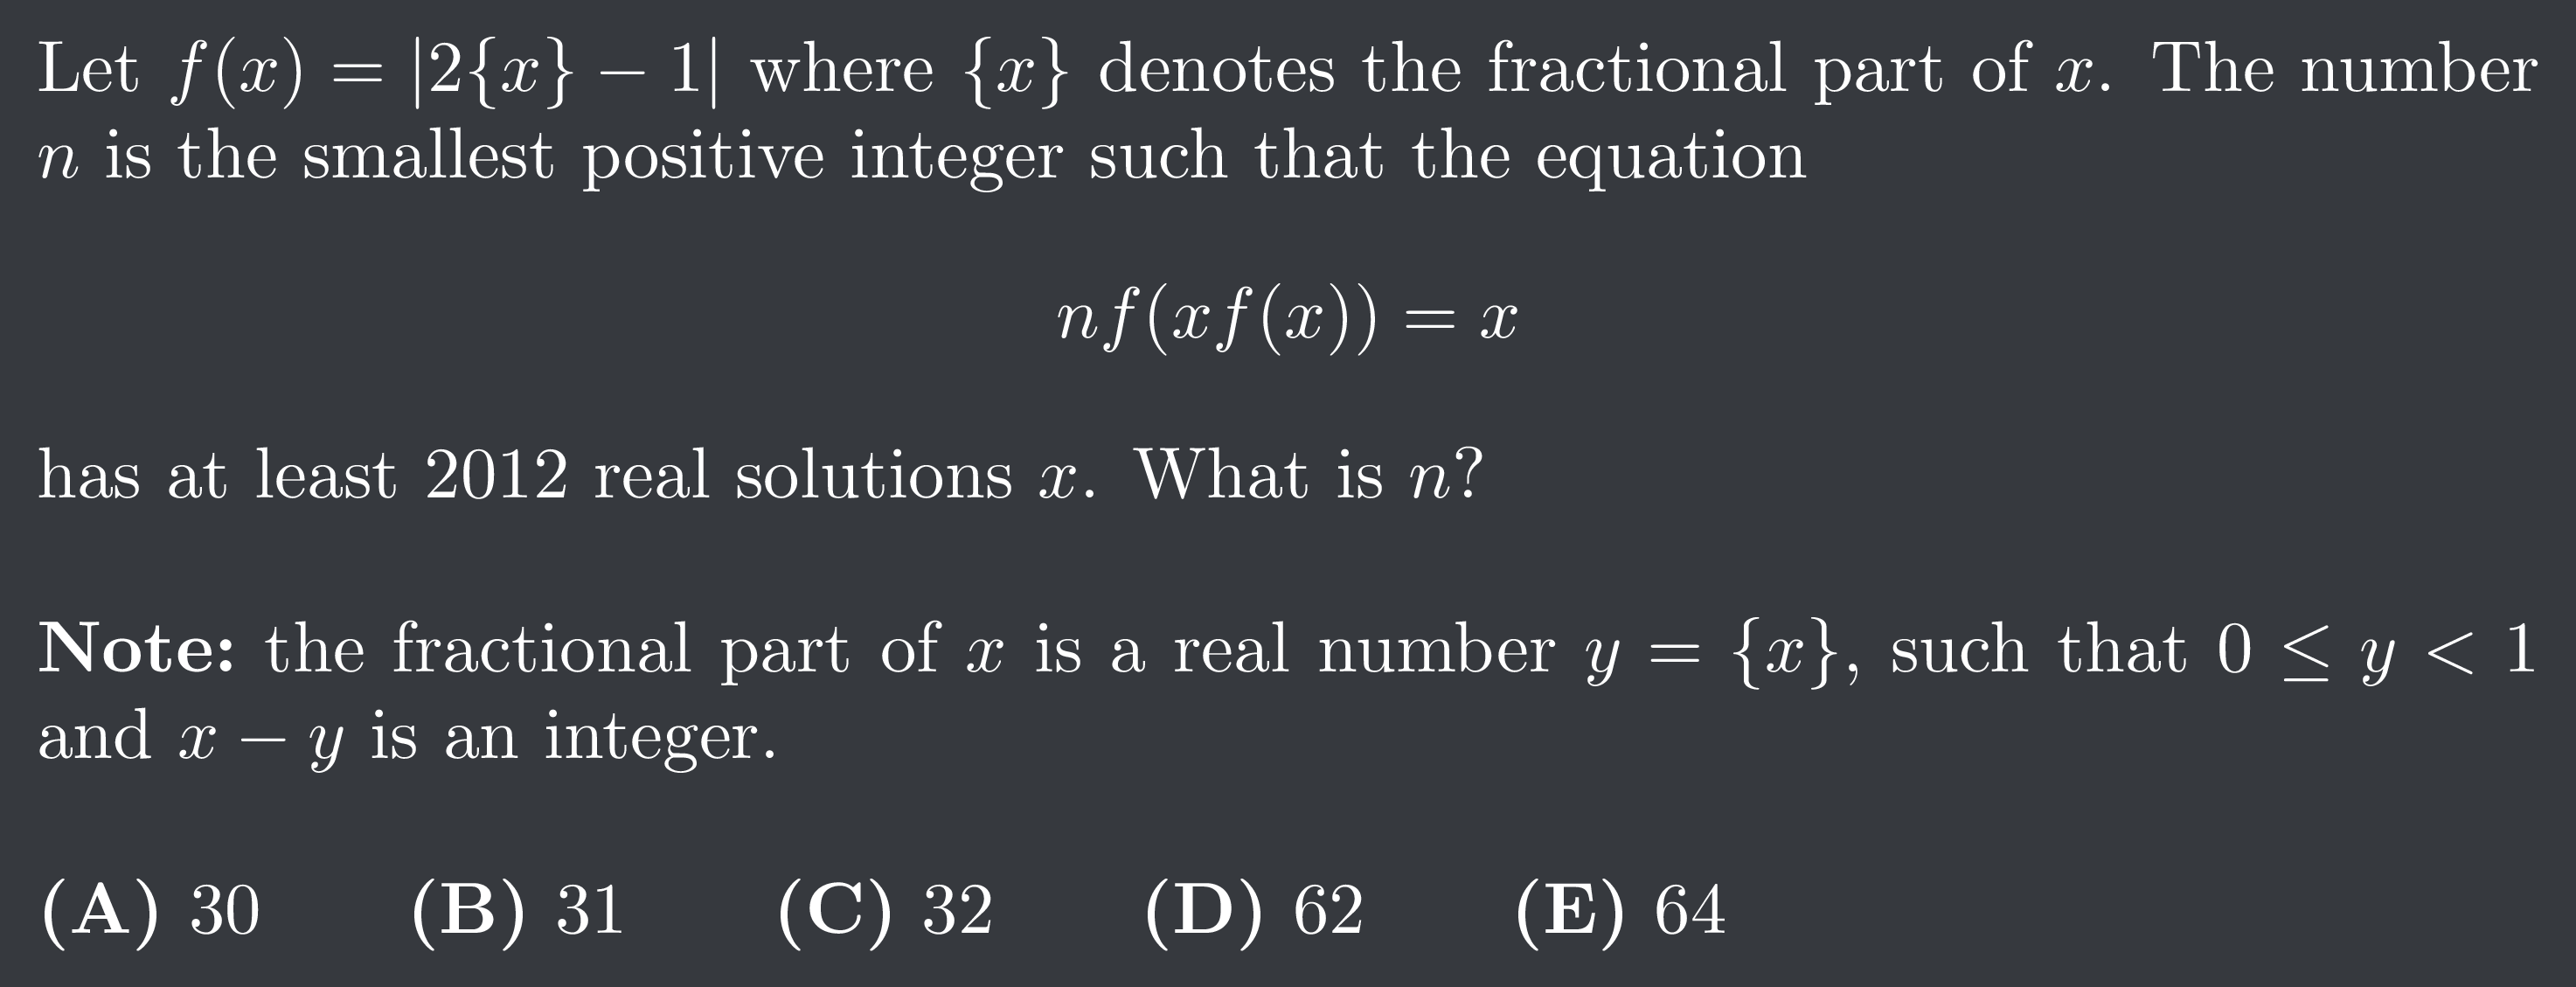 Let f(x) = |2{x} − 1| where {x} denotes the fractional part of x. The number
n is the smallest positive integer such that the equation
nf(xf(x)) = x
has at least 2012 real solutions x. What is n?
Note: the fractional part of x is a real number y = {x}, such that 0 ≤ y < 1
and x − y is an integer.
(A) 30 (B) 31 (C) 32 (D) 62 (E) 64